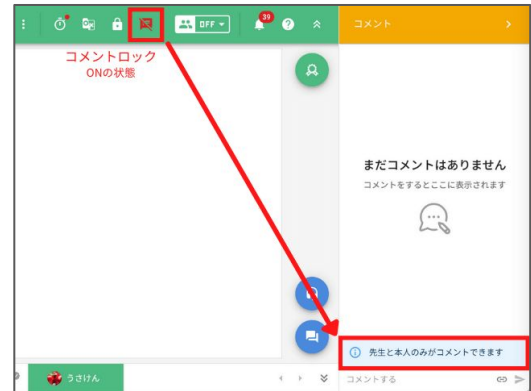 39
OFF
コメント
コメントロック
ONの状態
まだコメントはありません
コメントをするとここに表示されます
先生と本人のみがコメントできます
うさけん
コメントする